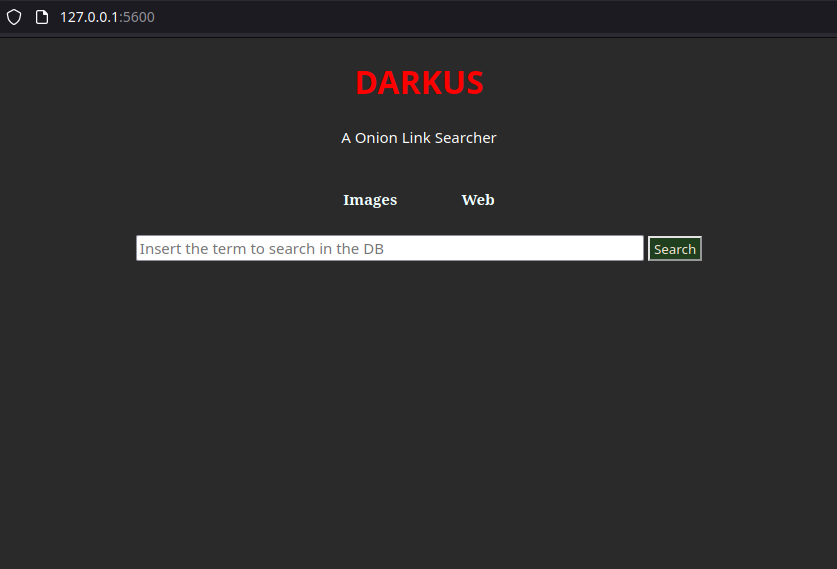 127.0.0.1:5600
DARKUS
A Onion Link Searcher
Images Web
Insert the term to search in the DB Search